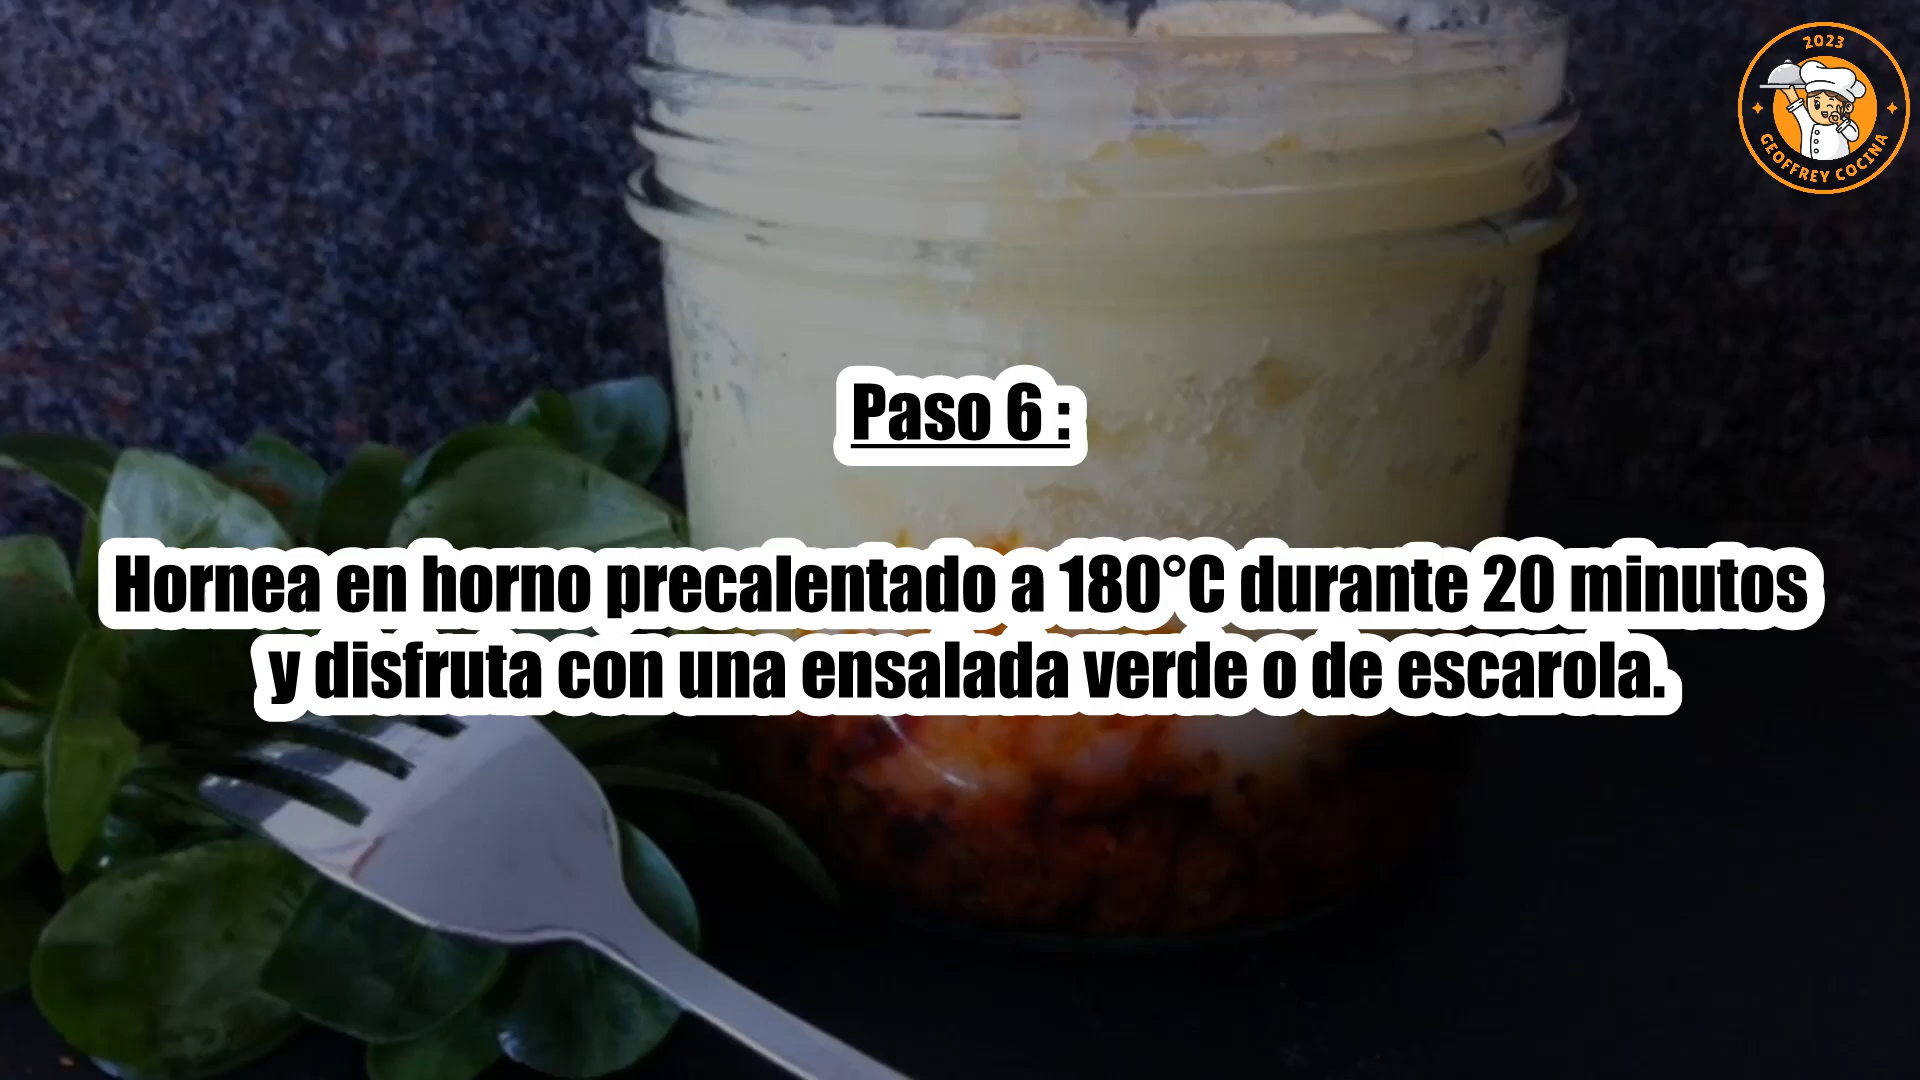 2023
GEOFFREY COCINA
Paso 6 :
Hornea en horno precalentado a 180°C durante 20 minutos
y disfruta con una ensalada verde o de escarola.